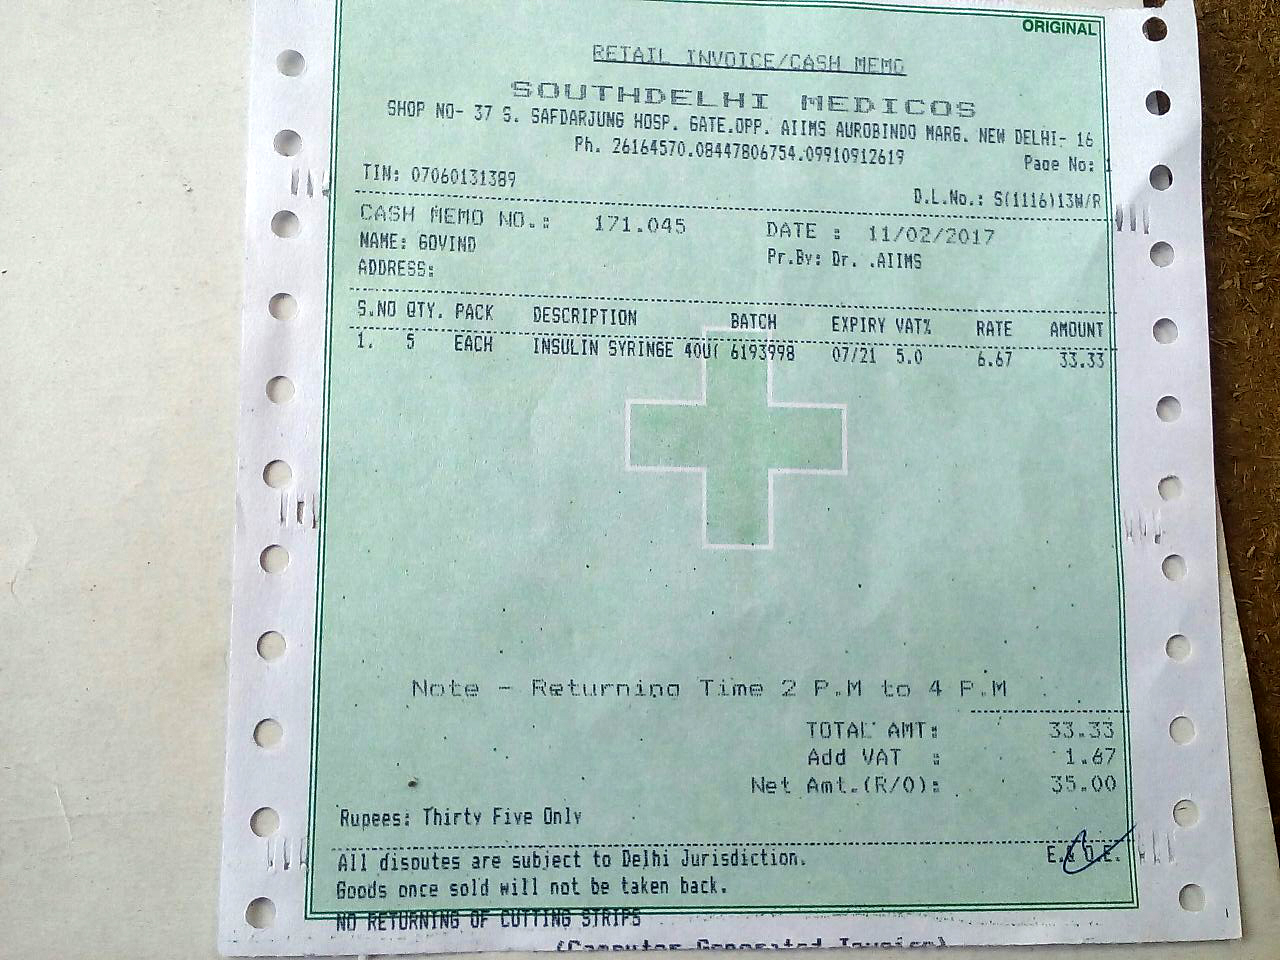 ORIGINAL
RETAIL INVOICE/CASH MEMO
SOUTHDELHI MEDICOS
SHOP NO- 37 S. SAFDARJUNG HOSP. GATE.OPP. AIIMS AUROBINDO MARG. NEW DELHI- 16
Ph. 26164570.08447806754.09910912619
Page No: 1
TIN: 07060131389
D.L.No.: S(1116)13W/R
CASH MEMO NO.: 171.045 DATE : 11/02/2017
NAME: GOVIND Pr.By: Dr. .AIIMS
ADDRESS:
S.NO QTY. PACK DESCRIPTION BATCH EXPIRY VAT% RATE AMOUNT
1. 5 EACH INSULIN SYRINGE 40U( 6193998 07/21 5.0 6.67 33.33
Note - Returning Time 2 P.M to 4 P.M
TOTAL AMT: 33.33
Add VAT : 1.67
Net Amt.(R/O): 35.00
Rupees: Thirty Five Only
All disputes are subject to Delhi Jurisdiction. E.&O.E.
Goods once sold will not be taken back.
NO RETURNING OF CUTTING STRIPS
(Computer Generated Invoice)